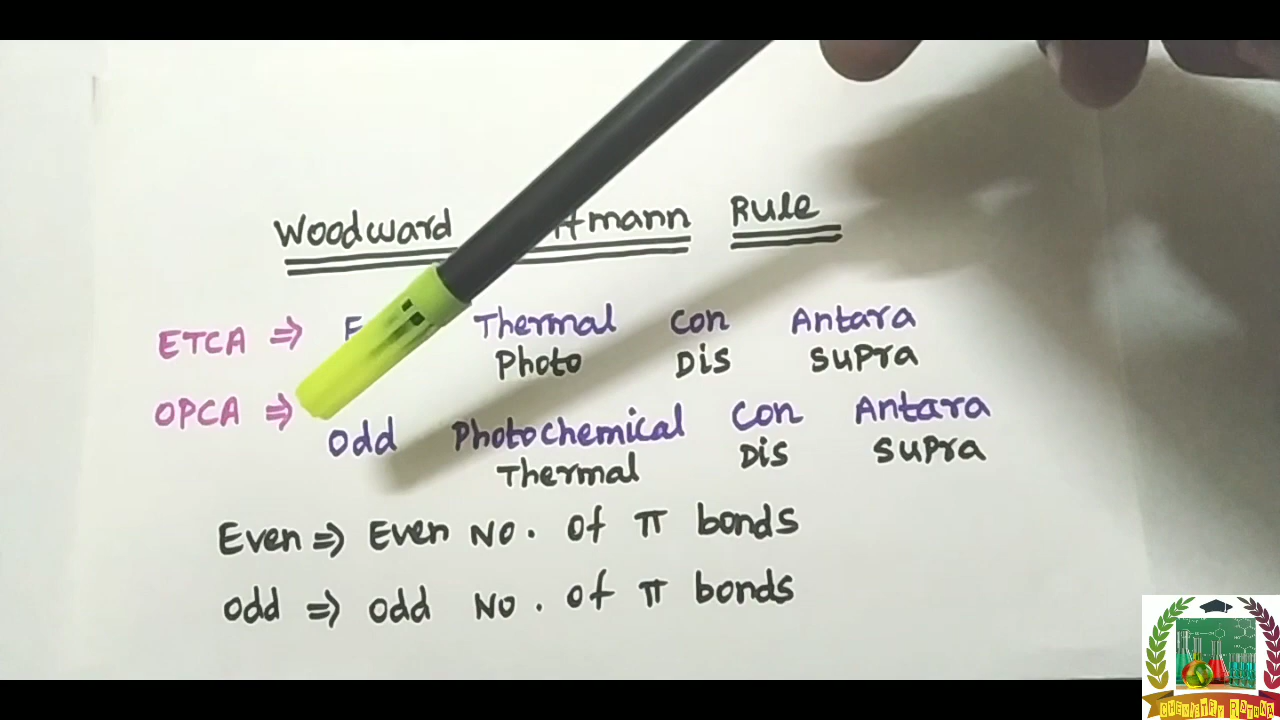 Woodward Rule
ETCA ⇒ Thermal Con Antara
Photo Dis Supra
OPCA ⇒ Odd Photochemical Con Antara
Thermal Dis Supra
Even ⇒ Even No. of π bonds
Odd ⇒ Odd No. of π bonds